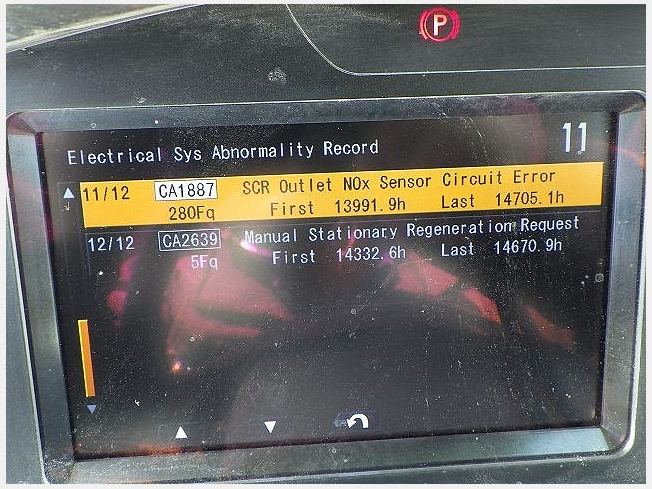 P
Electrical Sys Abnormality Record 11
11/12 CA1887 SCR Outlet NOx Sensor Circuit Error
280Fq First 13991.9h Last 14705.1h
12/12 CA2639 Manual Stationary Regeneration Request
5Fq First 14332.6h Last 14670.9h